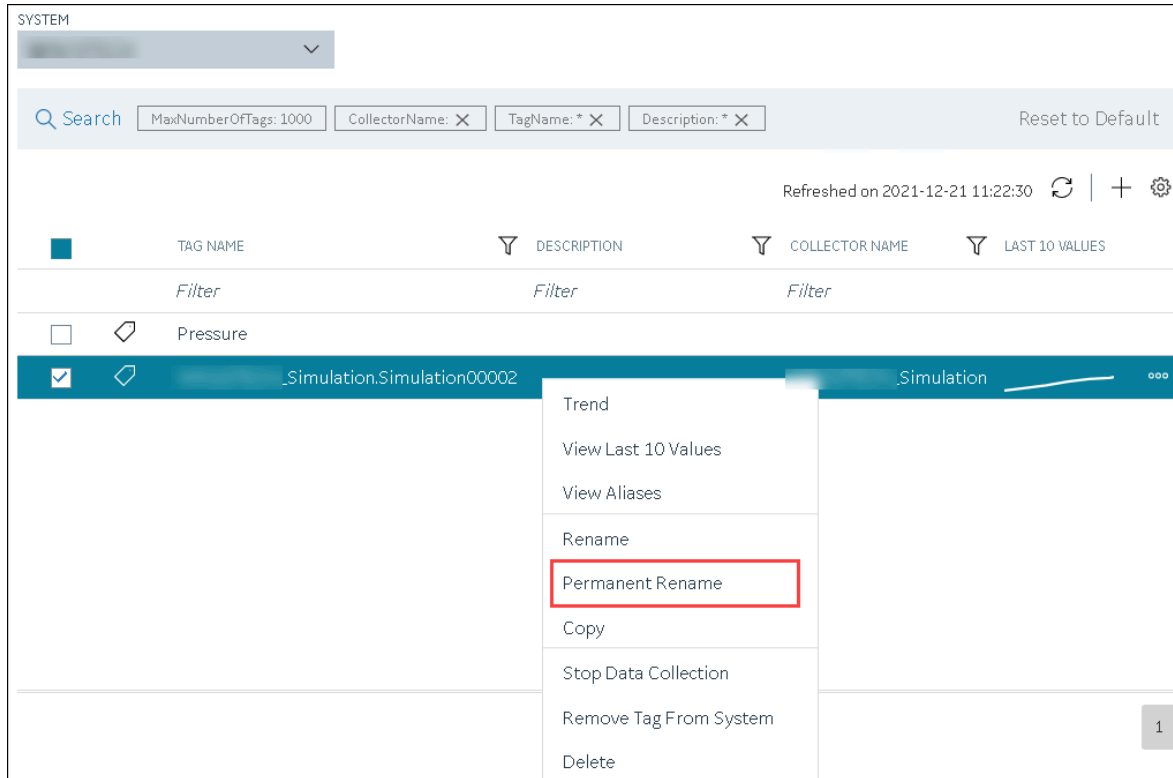 SYSTEM
Search MaxNumberOfTags: 1000 CollectorName: TagName: * Description: * Reset to Default
Refreshed on 2021-12-21 11:22:30
TAG NAME DESCRIPTION COLLECTOR NAME LAST 10 VALUES
Filter Filter Filter
Pressure
_Simulation.Simulation00002 _Simulation
Trend
View Last 10 Values
View Aliases
Rename
Permanent Rename
Copy
Stop Data Collection
Remove Tag From System
1
Delete